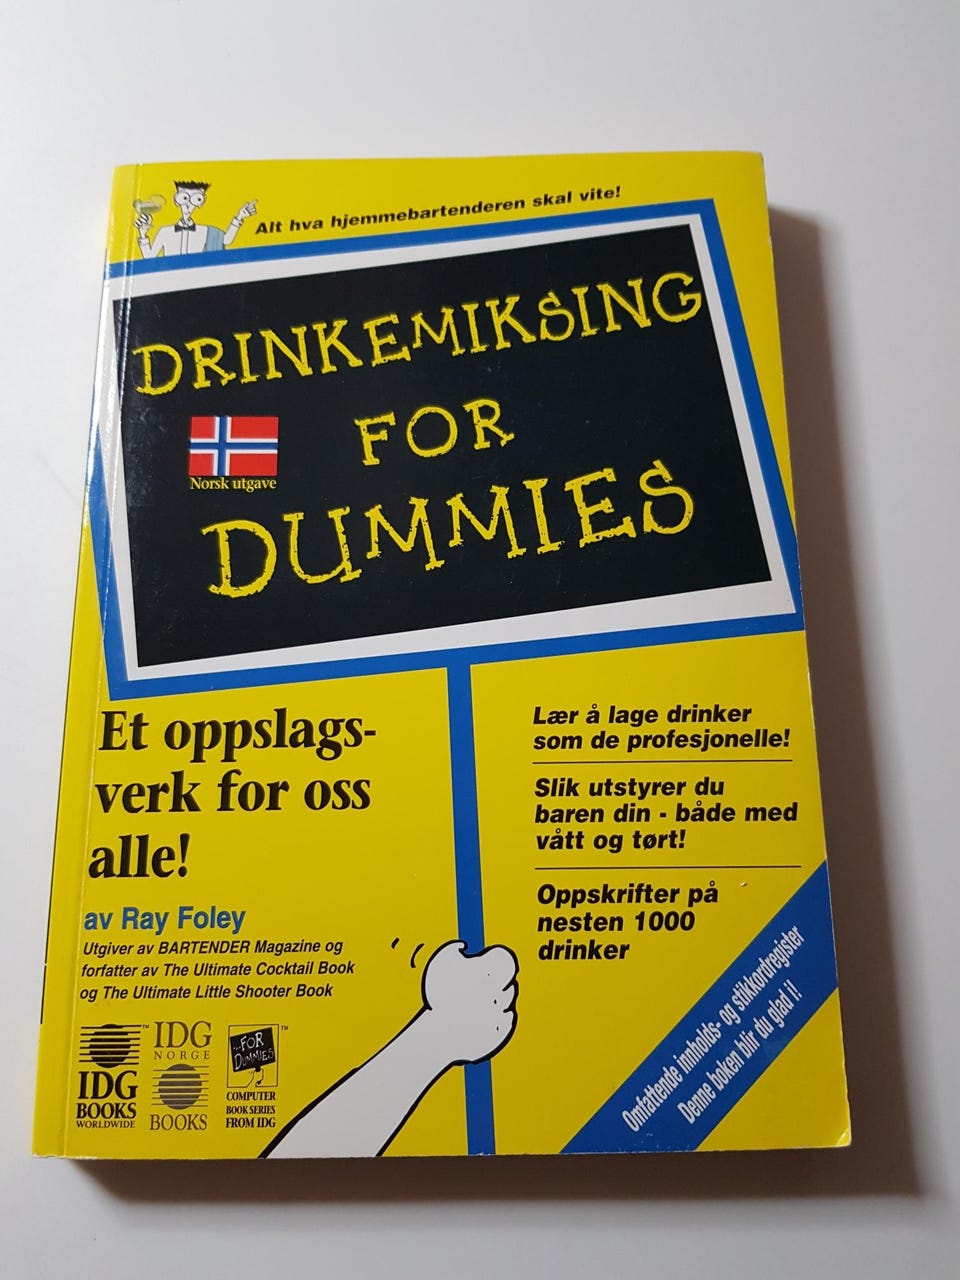 Alt hva hjemmebartenderen skal vite!
DRINKEMIKSING
FOR
DUMMIES
Norsk utgave
Et oppslags-
verk for oss
alle!
av Ray Foley
Utgiver av BARTENDER Magazine og
forfatter av The Ultimate Cocktail Book
og The Ultimate Little Shooter Book
Lær å lage drinker
som de profesjonelle!
Slik utstyrer du
baren din - både med
vått og tørt!
Oppskrifter på
nesten 1000
drinker
Omfattende innholds- og stikkordregister
Denne boken blir du glad i!
IDG
BOOKS
WORLDWIDE
™
IDG
NORGE
BOOKS
...FOR
DUMMIES
™
COMPUTER
BOOK SERIES
FROM IDG